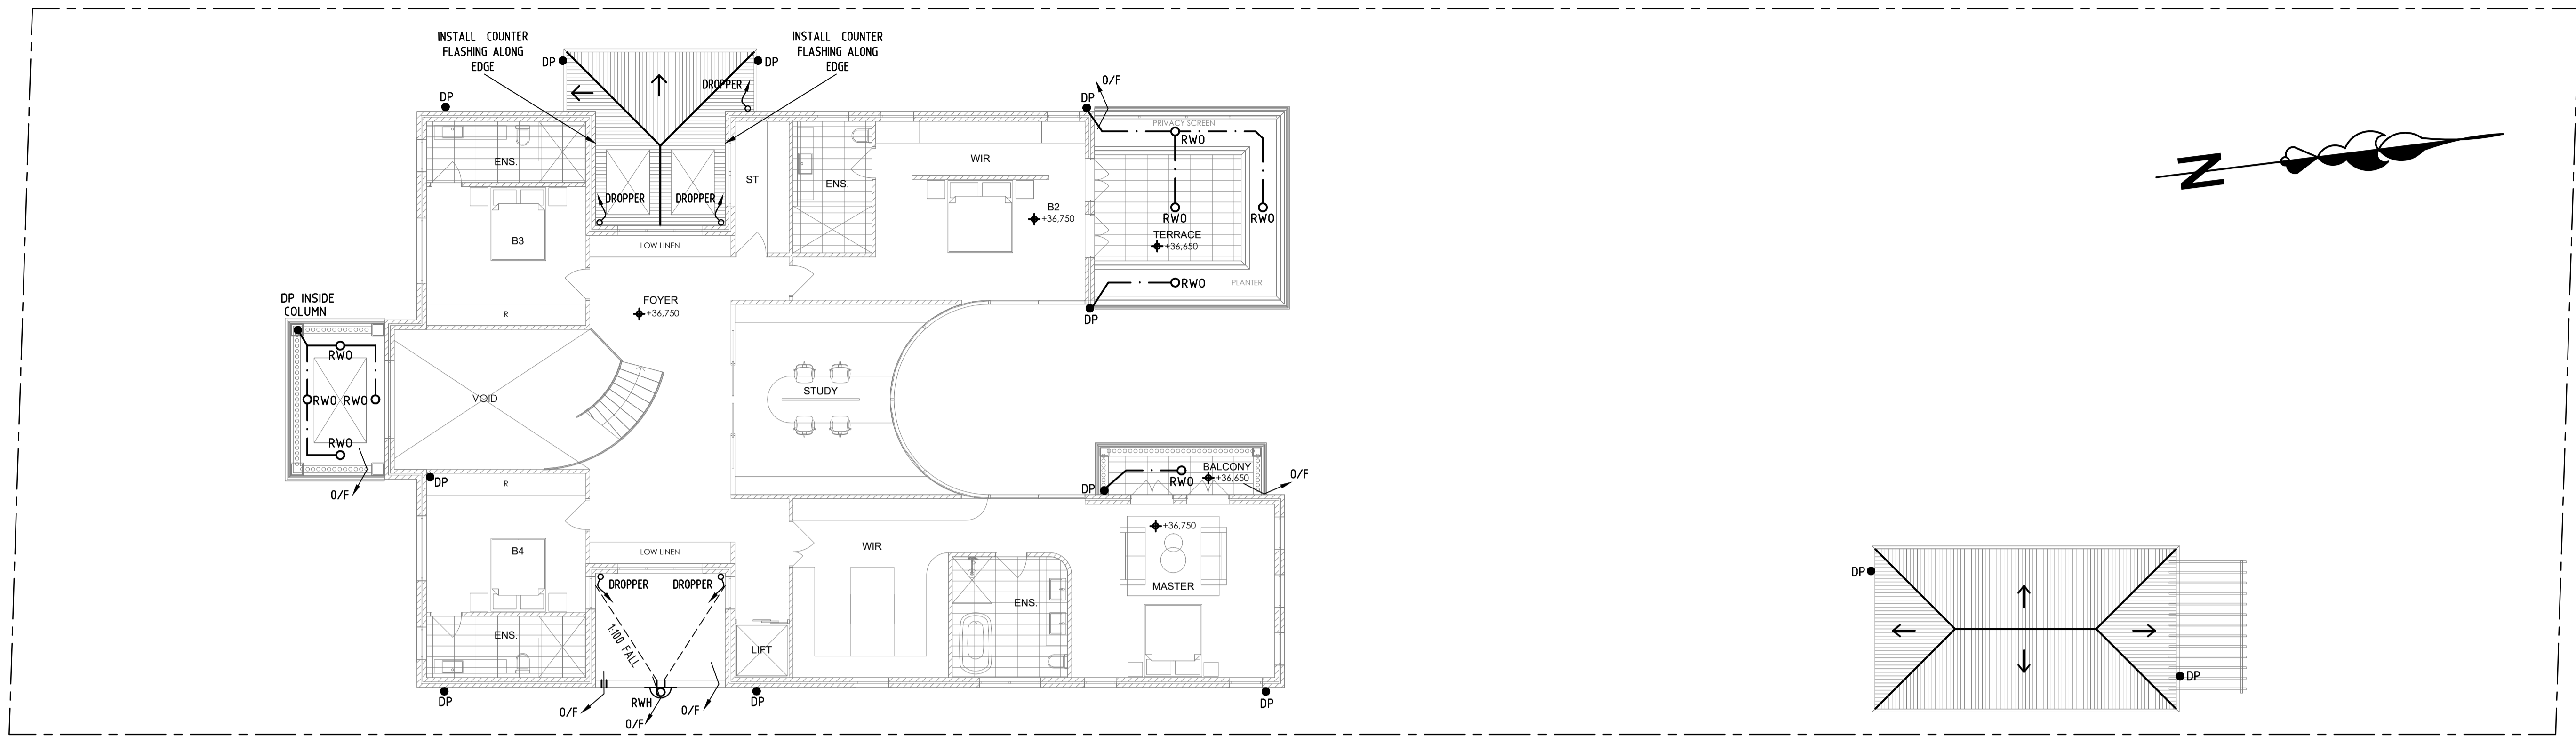 INSTALL COUNTER
FLASHING ALONG
EDGE
INSTALL COUNTER
FLASHING ALONG
EDGE
DP
DP
DROPPER
O/F
DP
DP
PRIVACY SCREEN
RWO
ENS.
ST
ENS.
WIR
N
DROPPER
DROPPER
B2
+36,750
RWO
RWO
TERRACE
+36,650
B3
LOW LINEN
RWO
PLANTER
DP INSIDE
COLUMN
FOYER
+36,750
R
DP
RWO
RWO
RWO
VOID
STUDY
RWO
O/F
DP
R
BALCONY
+36,650
RWO
DP
O/F
+36,750
B4
LOW LINEN
WIR
DROPPER
DROPPER
MASTER
ENS.
DP
ENS.
1:100 FALL
LIFT
DP
DP
O/F
RWH
O/F
O/F
DP
DP